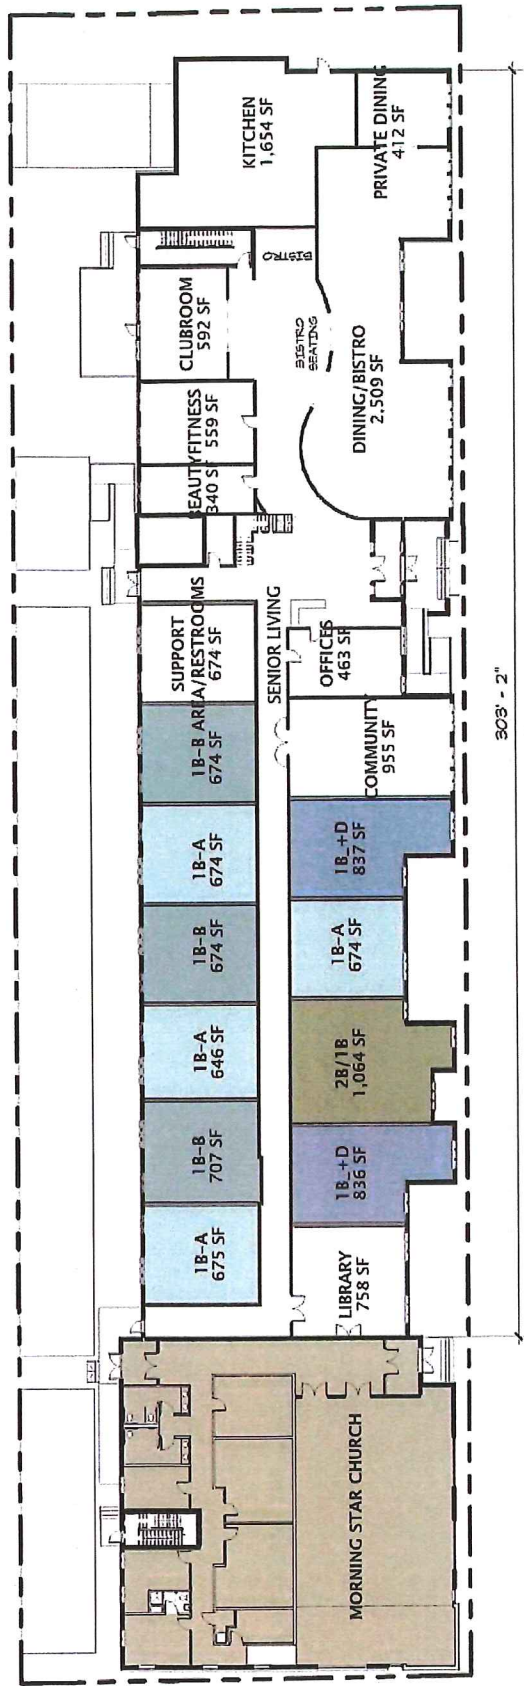 KITCHEN
1,654 SF
PRIVATE DINING
412 SF
BISTRO
CLUBROOM
592 SF
BISTRO
SEATING
DINING/BISTRO
2,509 SF
FITNESS
559 SF
BEAUTY
340 SF
SUPPORT
AREA/RESTROOMS
674 SF
SENIOR LIVING
OFFICES
463 SF
COMMUNITY
955 SF
303' - 2"
1B-B
674 SF
1B-A
674 SF
1B_+D
837 SF
1B-B
674 SF
1B-A
674 SF
1B-A
646 SF
2B/1B
1,064 SF
1B-B
707 SF
1B_+D
836 SF
1B-A
675 SF
LIBRARY
758 SF
MORNING STAR CHURCH